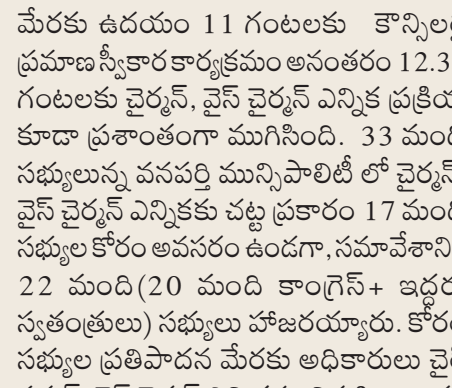 మేరకు ఉదయం 11 గంటలకు కౌన్సిలర్ల
ప్రమాణస్వీకార కార్యక్రమం అనంతరం 12.3
గంటలకు చైర్మన్, వైస్ చైర్మన్ ఎన్నిక ప్రక్రియ
కూడా ప్రశాంతంగా ముగిసింది. 33 మంది
సభ్యులున్న వనపర్తి మున్సిపాలిటీ లో చైర్మన్
వైస్ చైర్మన్ ఎన్నికకు చట్ట ప్రకారం 17 మంది
సభ్యుల కోరం అవసరం ఉండగా, సమావేశాని
22 మంది(20 మంది కాంగ్రెస్+ ఇద్దరు
స్వతంత్రులు) సభ్యులు హాజరయ్యారు. కోరం
సభ్యుల ప్రతిపాదన మేరకు అధికారులు చై